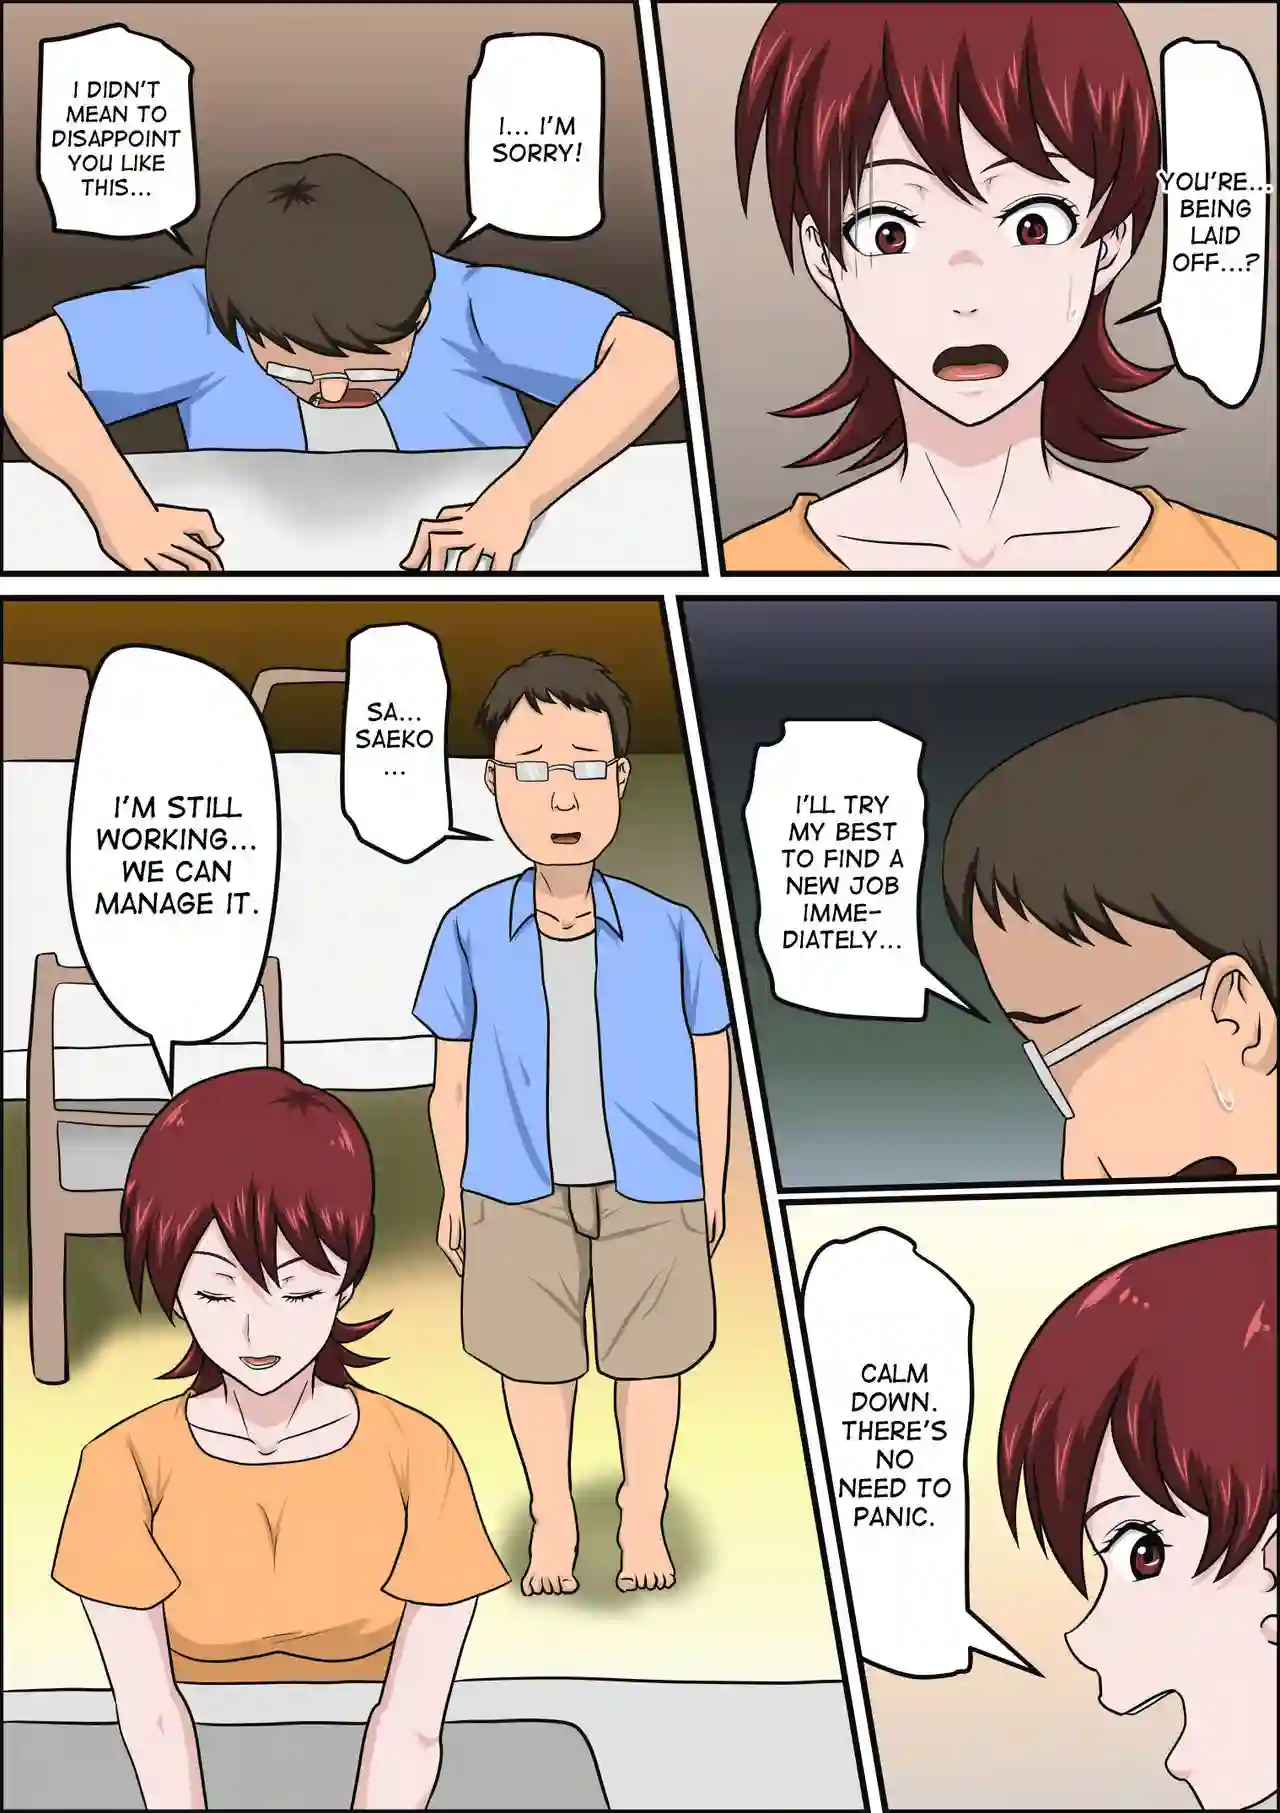 YOU'RE...
BEING
LAID
OFF...?
I... I'M
SORRY!
I DIDN'T
MEAN TO
DISAPPOINT
YOU LIKE
THIS...
I'LL TRY
MY BEST
TO FIND A
NEW JOB
IMME-
DIATELY...
CALM
DOWN.
THERE'S
NO
NEED TO
PANIC.
SA...
SAEKO
...
I'M STILL
WORKING...
WE CAN
MANAGE IT.